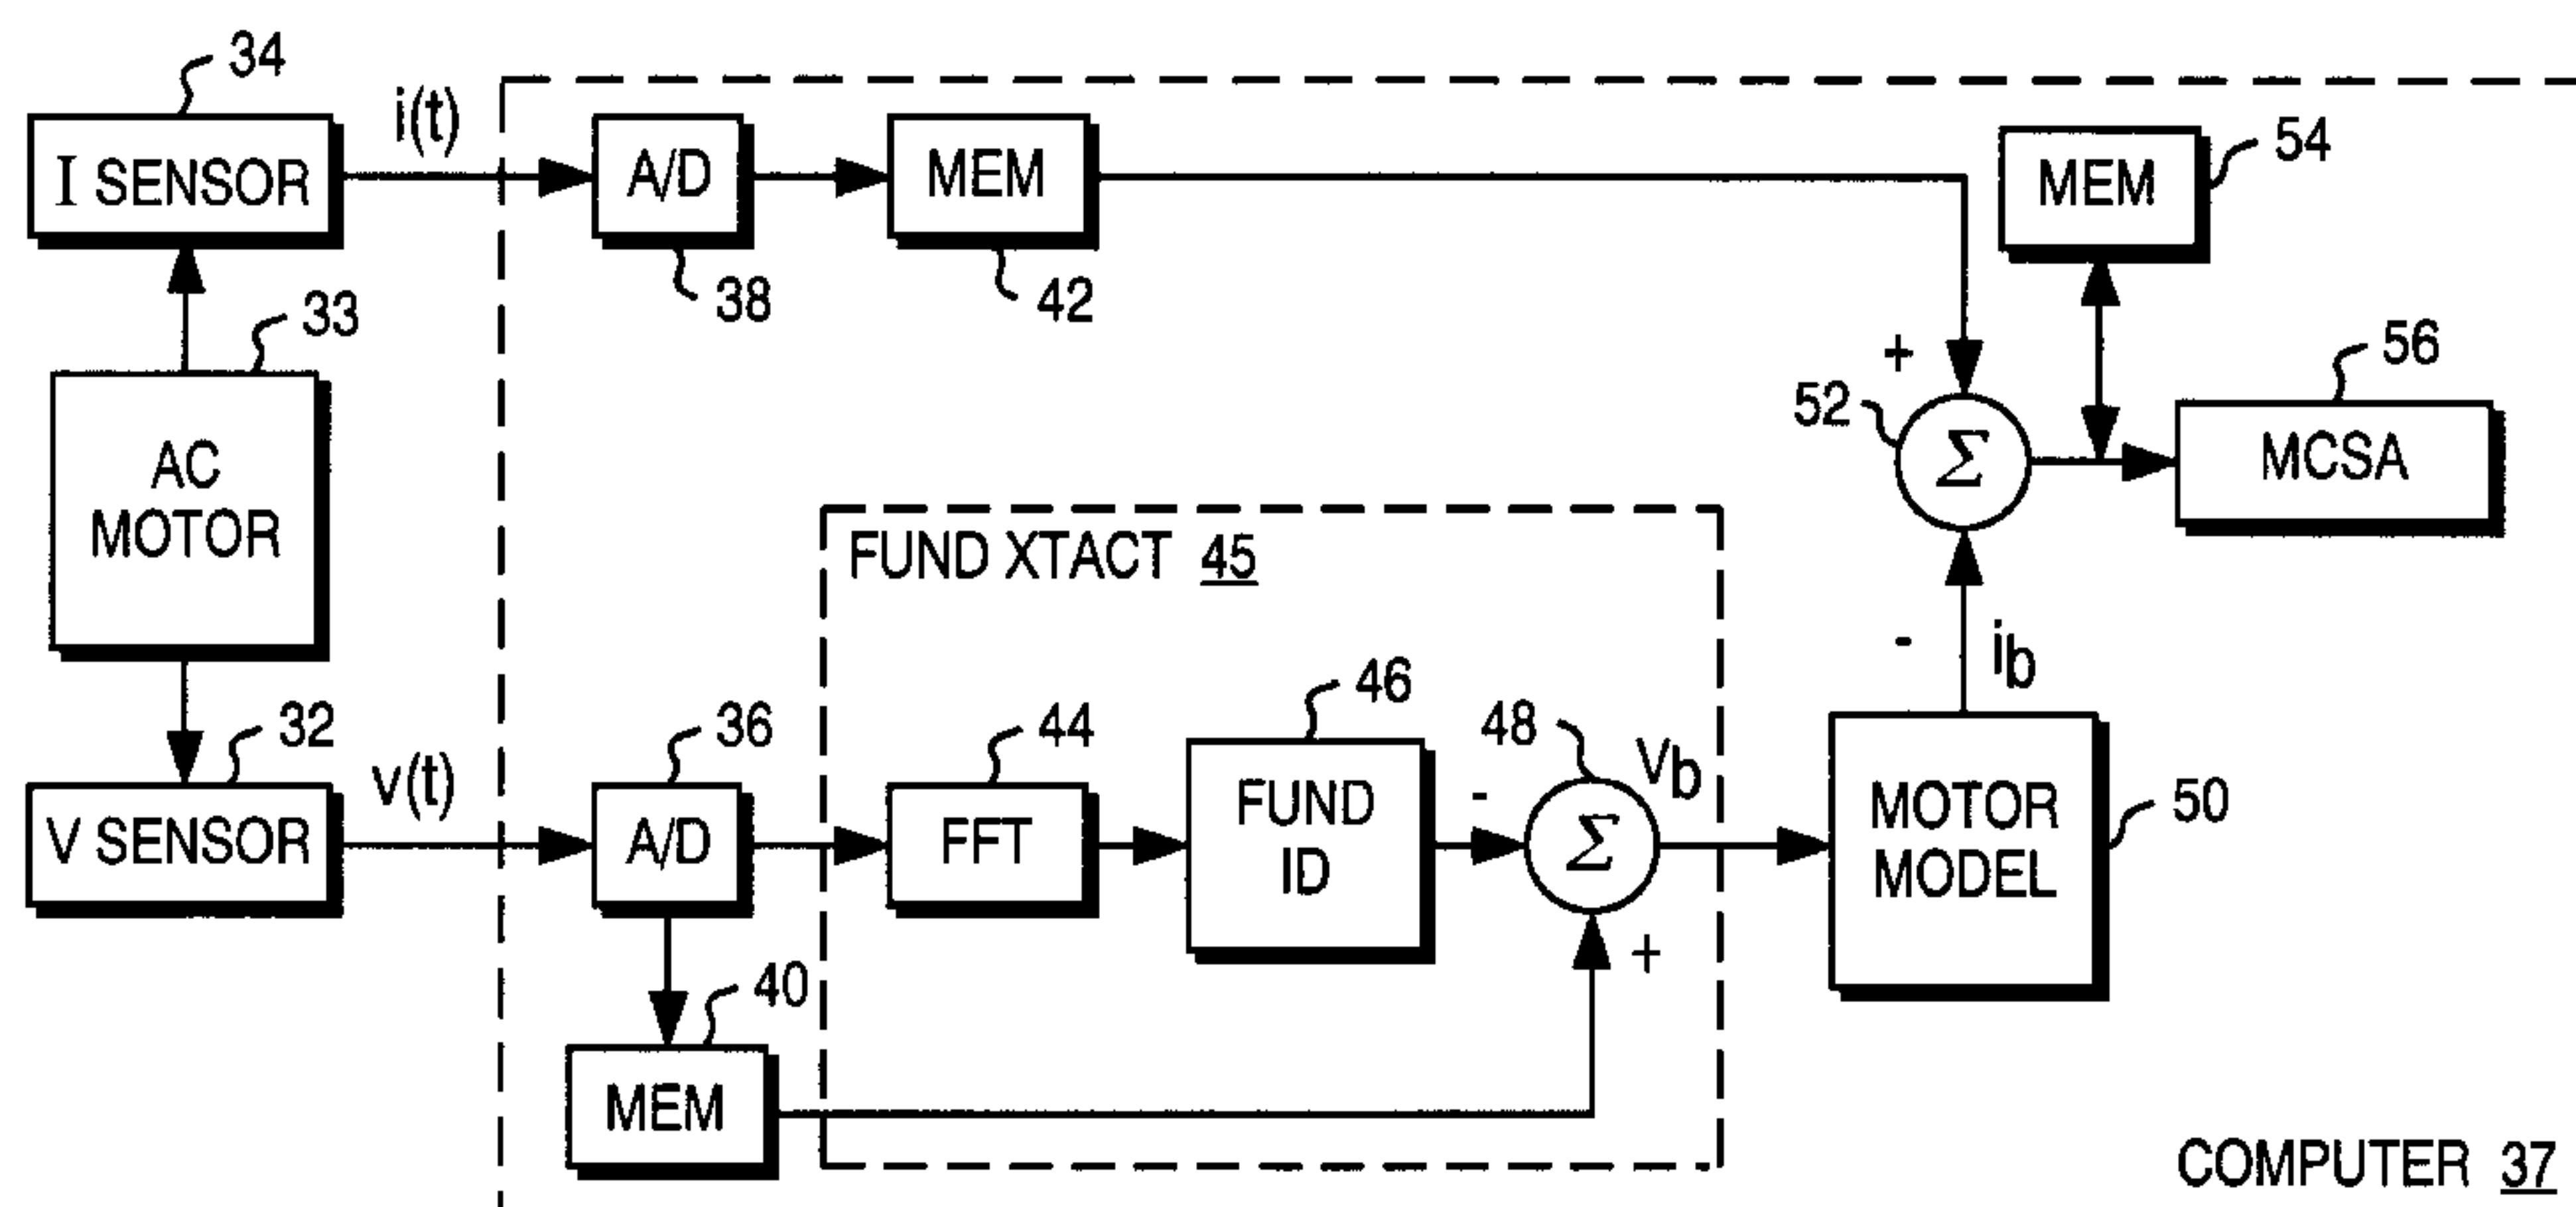 34
i(t)
I SENSOR
A/D
MEM
MEM
54
38
42
33
AC
MOTOR
+
52
Σ
56
MCSA
FUND XTACT 45
-
ib
32
v(t)
V SENSOR
36
A/D
44
FFT
46
FUND
ID
-
48
Σ
Vb
+
MOTOR
MODEL
50
40
MEM
COMPUTER 37